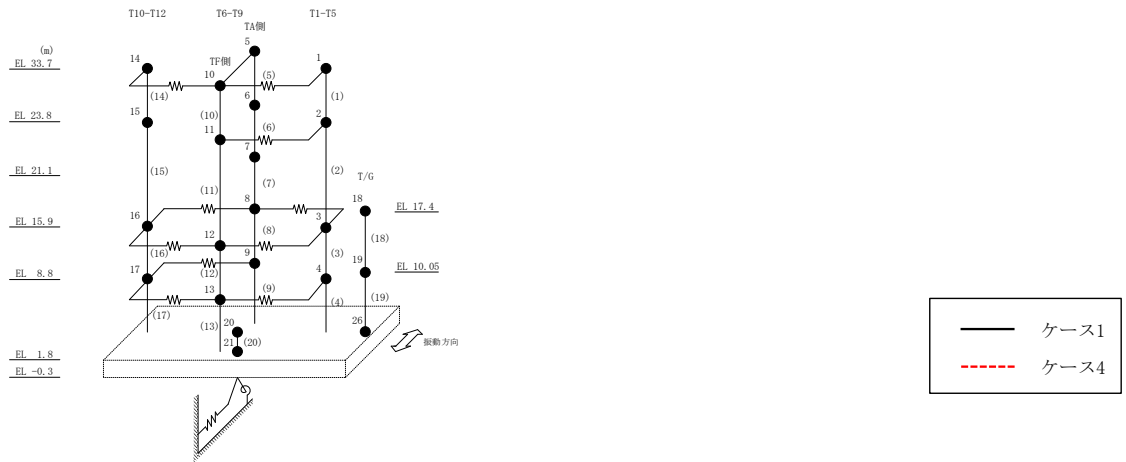 T10-T12 T6-T9 T1-T5
TA側
5
(m)
EL 33.7
14
TF側
10
(5)
1
(14)
6
(10)
(1)
EL 23.8
15
11
(6)
2
7
EL 21.1
(15)
(2)
T/G
(11)
(7)
8
18
EL 17.4
EL 15.9
16
12
(8)
3
(18)
(16)
9
(3)
EL 8.8
17
(12)
4
19
EL 10.05
13
(9)
(4)
(19)
(17)
(13)
20
26
21
(20)
振動方向
EL 1.8
EL -0.3
ケース1
ケース4